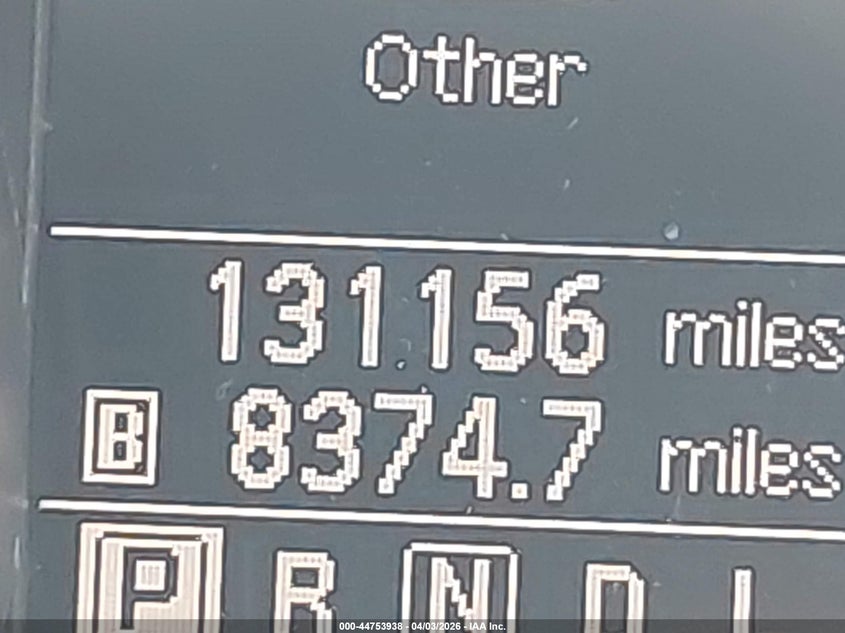 Other
131156 miles
B 8374.7 miles
P R N D L
000-44753938 - 04/03/2026 - IAA Inc.